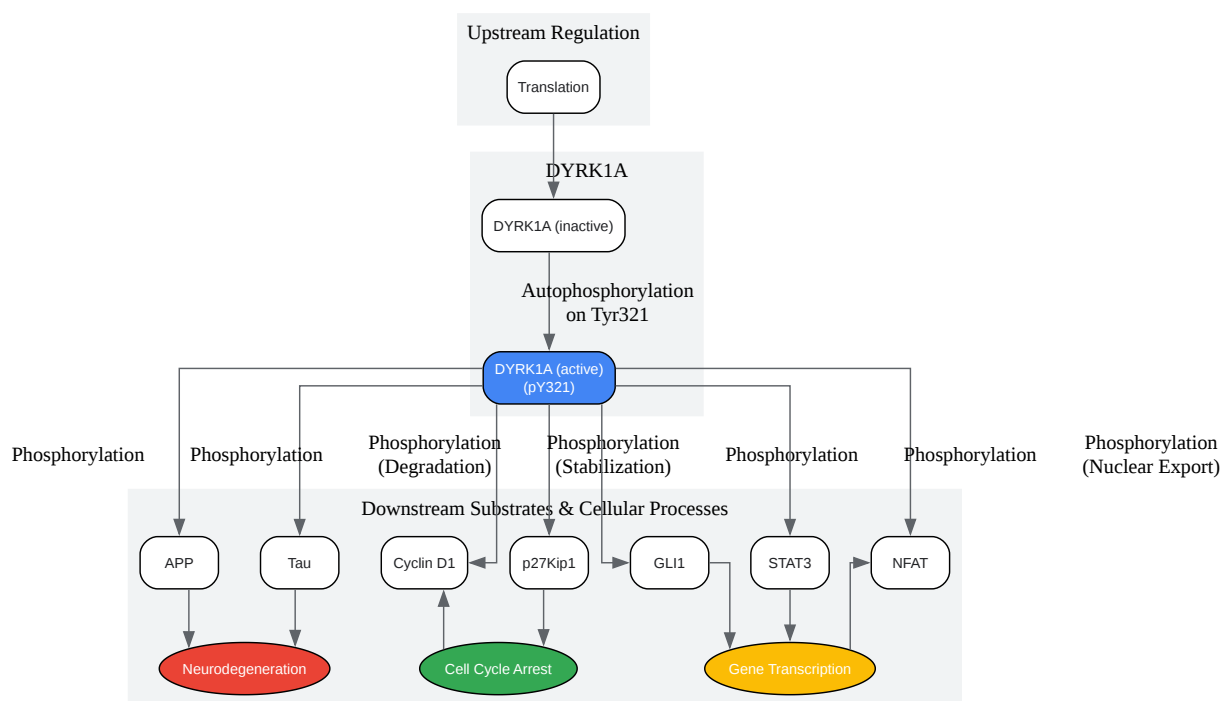 Upstream Regulation
Translation
DYRK1A
DYRK1A (inactive)
Autophosphorylation
on Tyr321
DYRK1A (active)
(pY321)
Phosphorylation
Phosphorylation
Phosphorylation
(Degradation)
Phosphorylation
(Stabilization)
Phosphorylation
Phosphorylation
Phosphorylation
(Nuclear Export)
Downstream Substrates & Cellular Processes
APP
Tau
Cyclin D1
p27Kip1
GLI1
STAT3
NFAT
Neurodegeneration
Cell Cycle Arrest
Gene Transcription